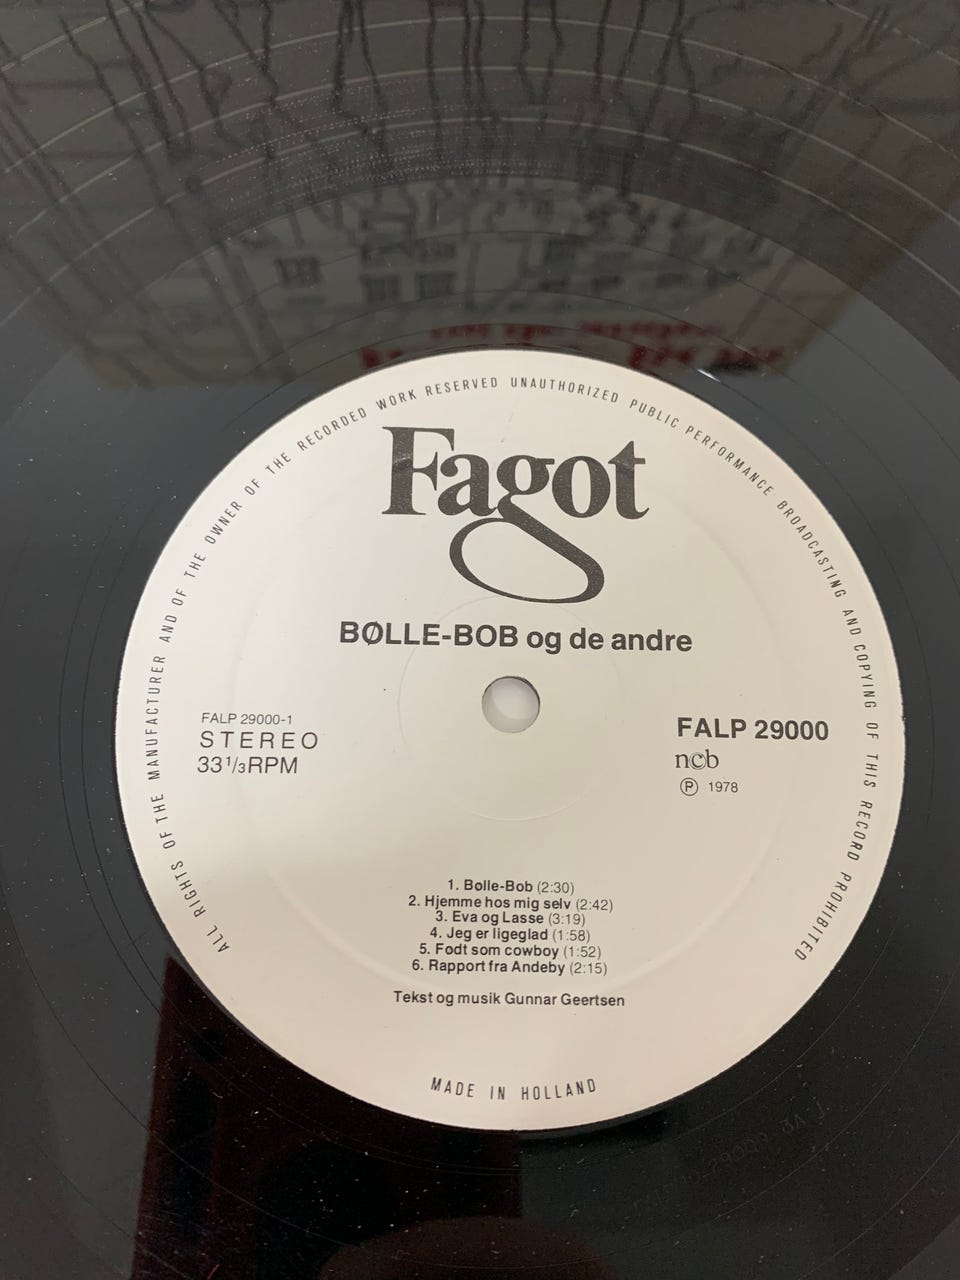 ALL RIGHTS OF THE MANUFACTURER AND OF THE OWNER OF THE RECORDED WORK RESERVED UNAUTHORIZED PUBLIC PERFORMANCE BROADCASTING AND COPYING OF THIS RECORD PROHIBITED
Fagot
BØLLE-BOB og de andre
FALP 29000-1
STEREO
33 1/3 RPM
FALP 29000
ncb
Ⓟ 1978
1. Bølle-Bob (2:30)
2. Hjemme hos mig selv (2:42)
3. Eva og Lasse (3:19)
4. Jeg er ligeglad (1:58)
5. Født som cowboy (1:52)
6. Rapport fra Andeby (2:15)
Tekst og musik Gunnar Geertsen
MADE IN HOLLAND